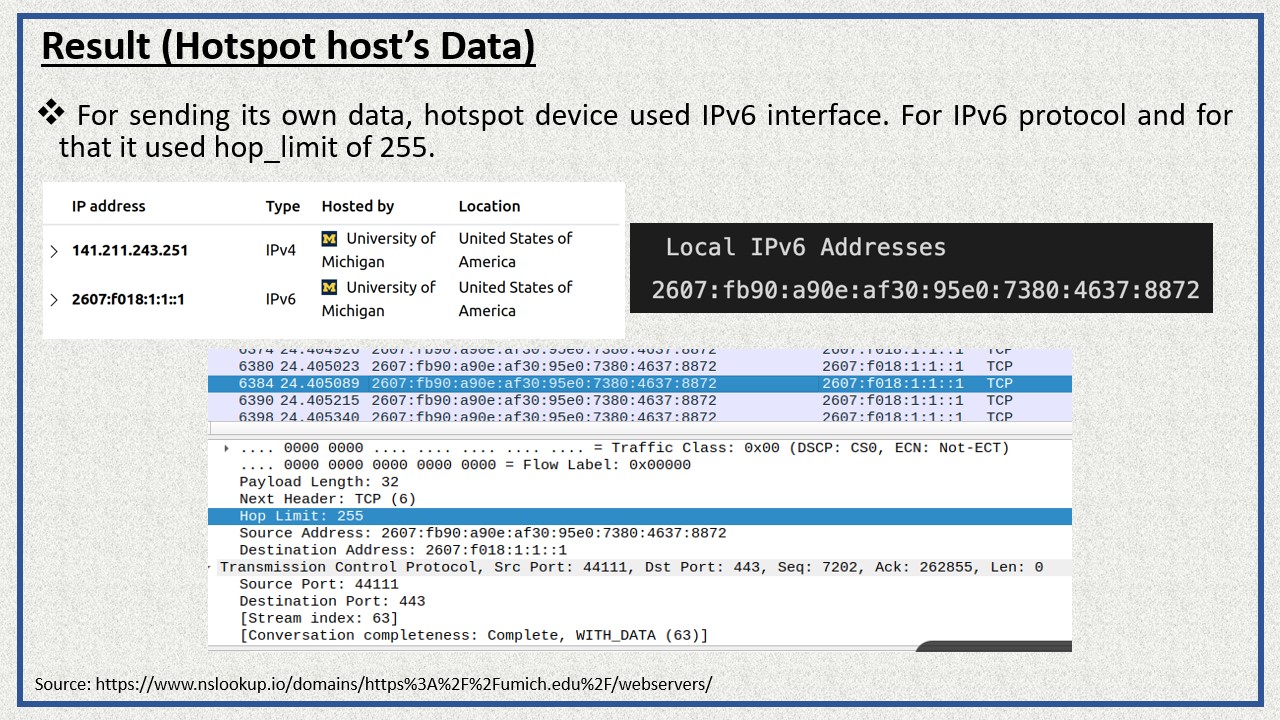 Result (Hotspot host’s Data)
❖ For sending its own data, hotspot device used IPv6 interface. For IPv6 protocol and for
that it used hop_limit of 255.
IP address Type Hosted by Location
141.211.243.251 IPv4 University of Michigan United States of America
2607:f018:1:1::1 IPv6 University of Michigan United States of America
Local IPv6 Addresses
2607:fb90:a90e:af30:95e0:7380:4637:8872
6374 24.404926 2607:fb90:a90e:af30:95e0:7380:4637:8872 2607:f018:1:1::1 TCP
6380 24.405023 2607:fb90:a90e:af30:95e0:7380:4637:8872 2607:f018:1:1::1 TCP
6384 24.405089 2607:fb90:a90e:af30:95e0:7380:4637:8872 2607:f018:1:1::1 TCP
6390 24.405215 2607:fb90:a90e:af30:95e0:7380:4637:8872 2607:f018:1:1::1 TCP
6398 24.405340 2607:fb90:a90e:af30:95e0:7380:4637:8872 2607:f018:1:1::1 TCP
.... 0000 0000 .... .... .... .... .... = Traffic Class: 0x00 (DSCP: CS0, ECN: Not-ECT)
.... 0000 0000 0000 0000 0000 = Flow Label: 0x00000
Payload Length: 32
Next Header: TCP (6)
Hop Limit: 255
Source Address: 2607:fb90:a90e:af30:95e0:7380:4637:8872
Destination Address: 2607:f018:1:1::1
Transmission Control Protocol, Src Port: 44111, Dst Port: 443, Seq: 7202, Ack: 262855, Len: 0
Source Port: 44111
Destination Port: 443
[Stream index: 63]
[Conversation completeness: Complete, WITH_DATA (63)]
Source: https://www.nslookup.io/domains/https%3A%2F%2Fumich.edu%2F/webservers/